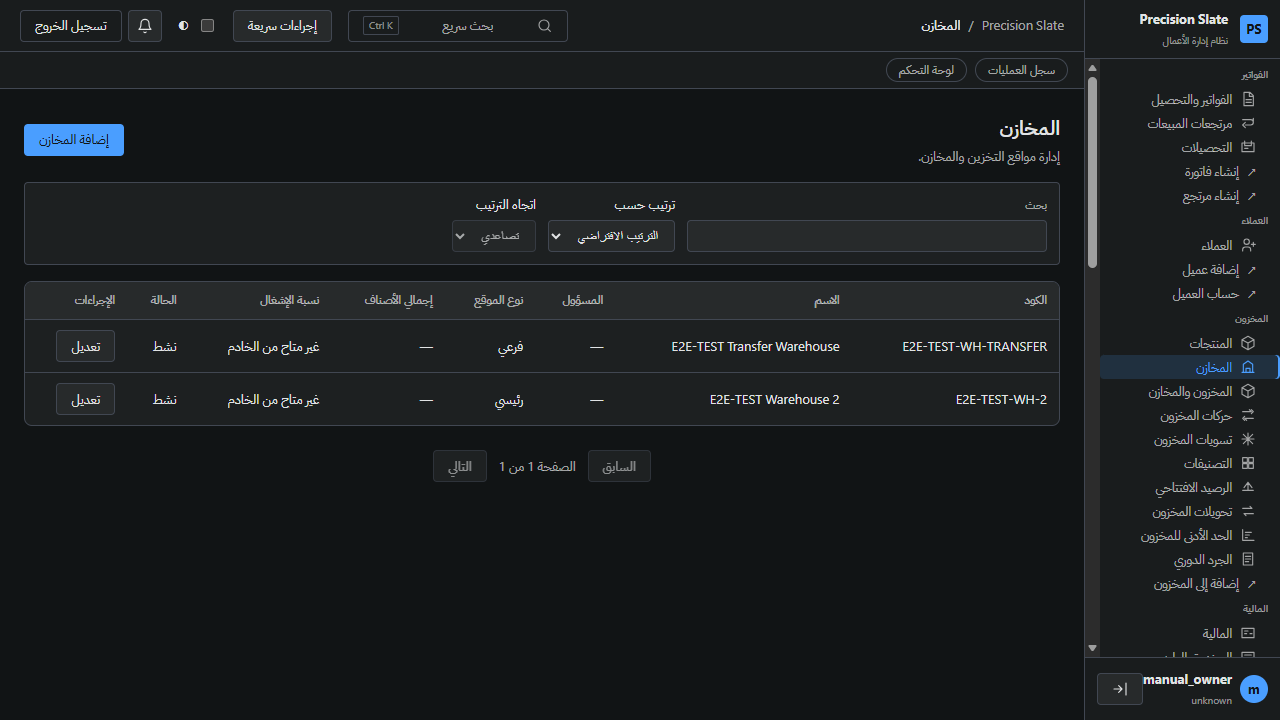 PS
Precision Slate
نظام إدارة الأعمال
Precision Slate / المخازن
بحث سريع
Ctrl K
إجراءات سريعة
تسجيل الخروج
سجل العمليات
لوحة التحكم
الفواتير
الفواتير والتحصيل
مرتجعات المبيعات
التحصيلات
إنشاء فاتورة
إنشاء مرتجع
العملاء
العملاء
إضافة عميل
حساب العميل
المخزون
المنتجات
المخازن
المخزون والمخازن
حركات المخزون
تسويات المخزون
التصنيفات
الرصيد الافتتاحي
تحويلات المخزون
الحد الأدنى للمخزون
الجرد الدوري
إضافة إلى المخزون
المالية
المالية
m
manual_owner
unknown
المخازن
إدارة مواقع التخزين والمخازن.
إضافة المخازن
بحث
ترتيب حسب
اتجاه الترتيب
الترتيب الافتراضي
تصاعدي
الكود الاسم المسؤول نوع الموقع إجمالي الأصناف نسبة الإشغال الحالة الإجراءات
E2E-TEST-WH-TRANSFER E2E-TEST Transfer Warehouse — فرعي — غير متاح من الخادم نشط تعديل
E2E-TEST-WH-2 E2E-TEST Warehouse 2 — رئيسي — غير متاح من الخادم نشط تعديل
السابق
الصفحة 1 من 1
التالي